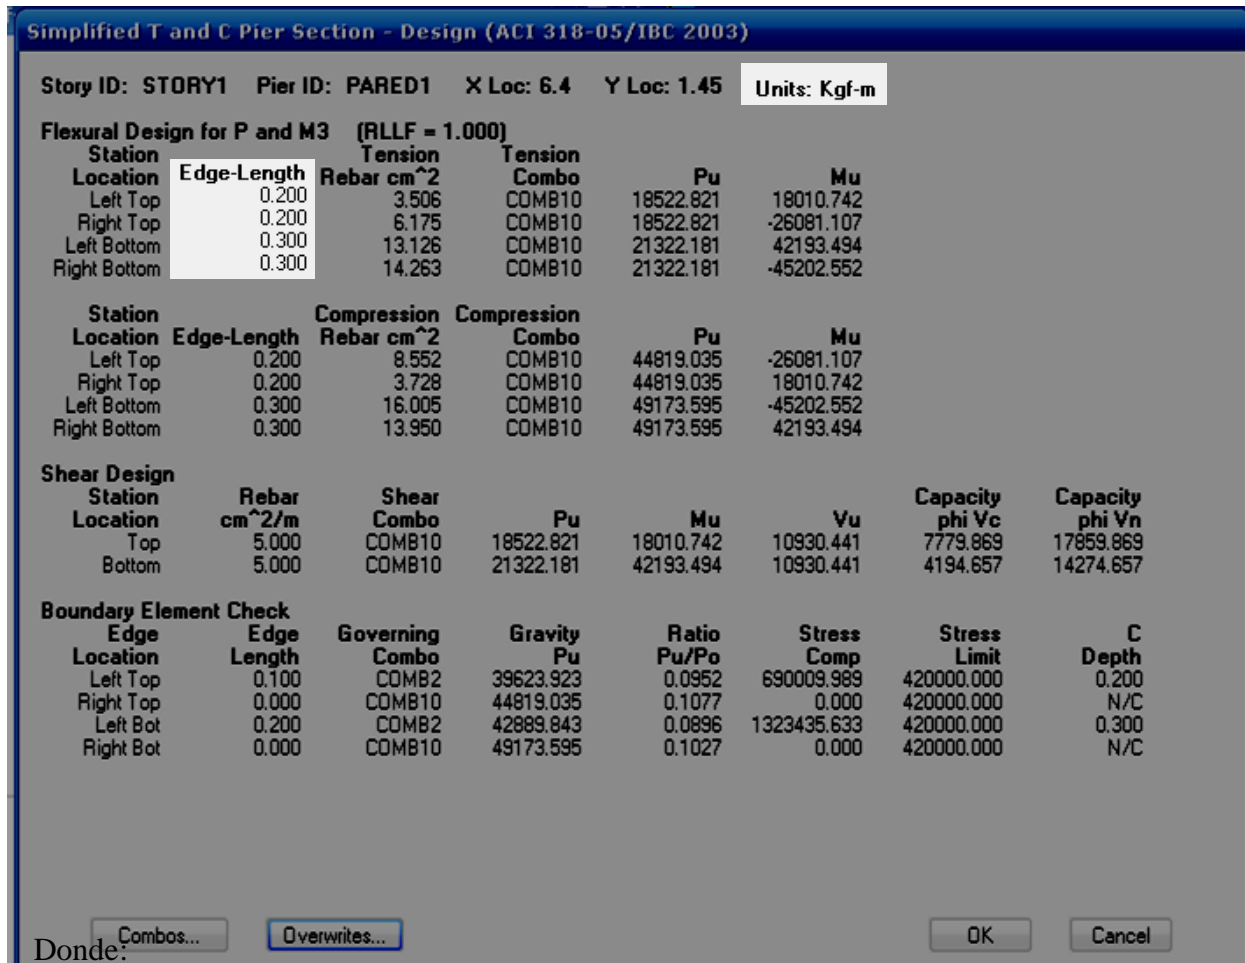 Simplified T and C Pier Section - Design (ACI 318-05/IBC 2003)
Story ID: STORY1 Pier ID: PARED1 X Loc: 6.4 Y Loc: 1.45 Units: Kgf-m
Flexural Design for P and M3 (RLLF = 1.000)
Station Tension Tension
Location Edge-Length Rebar cm^2 Combo Pu Mu
Left Top 0.200 3.506 COMB10 18522.821 18010.742
Right Top 0.200 6.175 COMB10 18522.821 -26081.107
Left Bottom 0.300 13.126 COMB10 21322.181 42193.494
Right Bottom 0.300 14.263 COMB10 21322.181 -45202.552
Station Compression Compression
Location Edge-Length Rebar cm^2 Combo Pu Mu
Left Top 0.200 8.552 COMB10 44819.035 -26081.107
Right Top 0.200 3.728 COMB10 44819.035 18010.742
Left Bottom 0.300 16.005 COMB10 49173.595 -45202.552
Right Bottom 0.300 13.950 COMB10 49173.595 42193.494
Shear Design
Station Rebar Shear Capacity Capacity
Location cm^2/m Combo Pu Mu Vu phi Vc phi Vn
Top 5.000 COMB10 18522.821 18010.742 10930.441 7779.869 17859.869
Bottom 5.000 COMB10 21322.181 42193.494 10930.441 4194.657 14274.657
Boundary Element Check
Edge Edge Governing Gravity Ratio Stress Stress C
Location Length Combo Pu Pu/Po Comp Limit Depth
Left Top 0.100 COMB2 39623.923 0.0952 690009.989 420000.000 0.200
Right Top 0.000 COMB10 44819.035 0.1077 0.000 420000.000 N/C
Left Bot 0.200 COMB2 42889.843 0.0896 1323435.633 420000.000 0.300
Right Bot 0.000 COMB10 49173.595 0.1027 0.000 420000.000 N/C
Combos... Overwrites... OK Cancel
Donde: